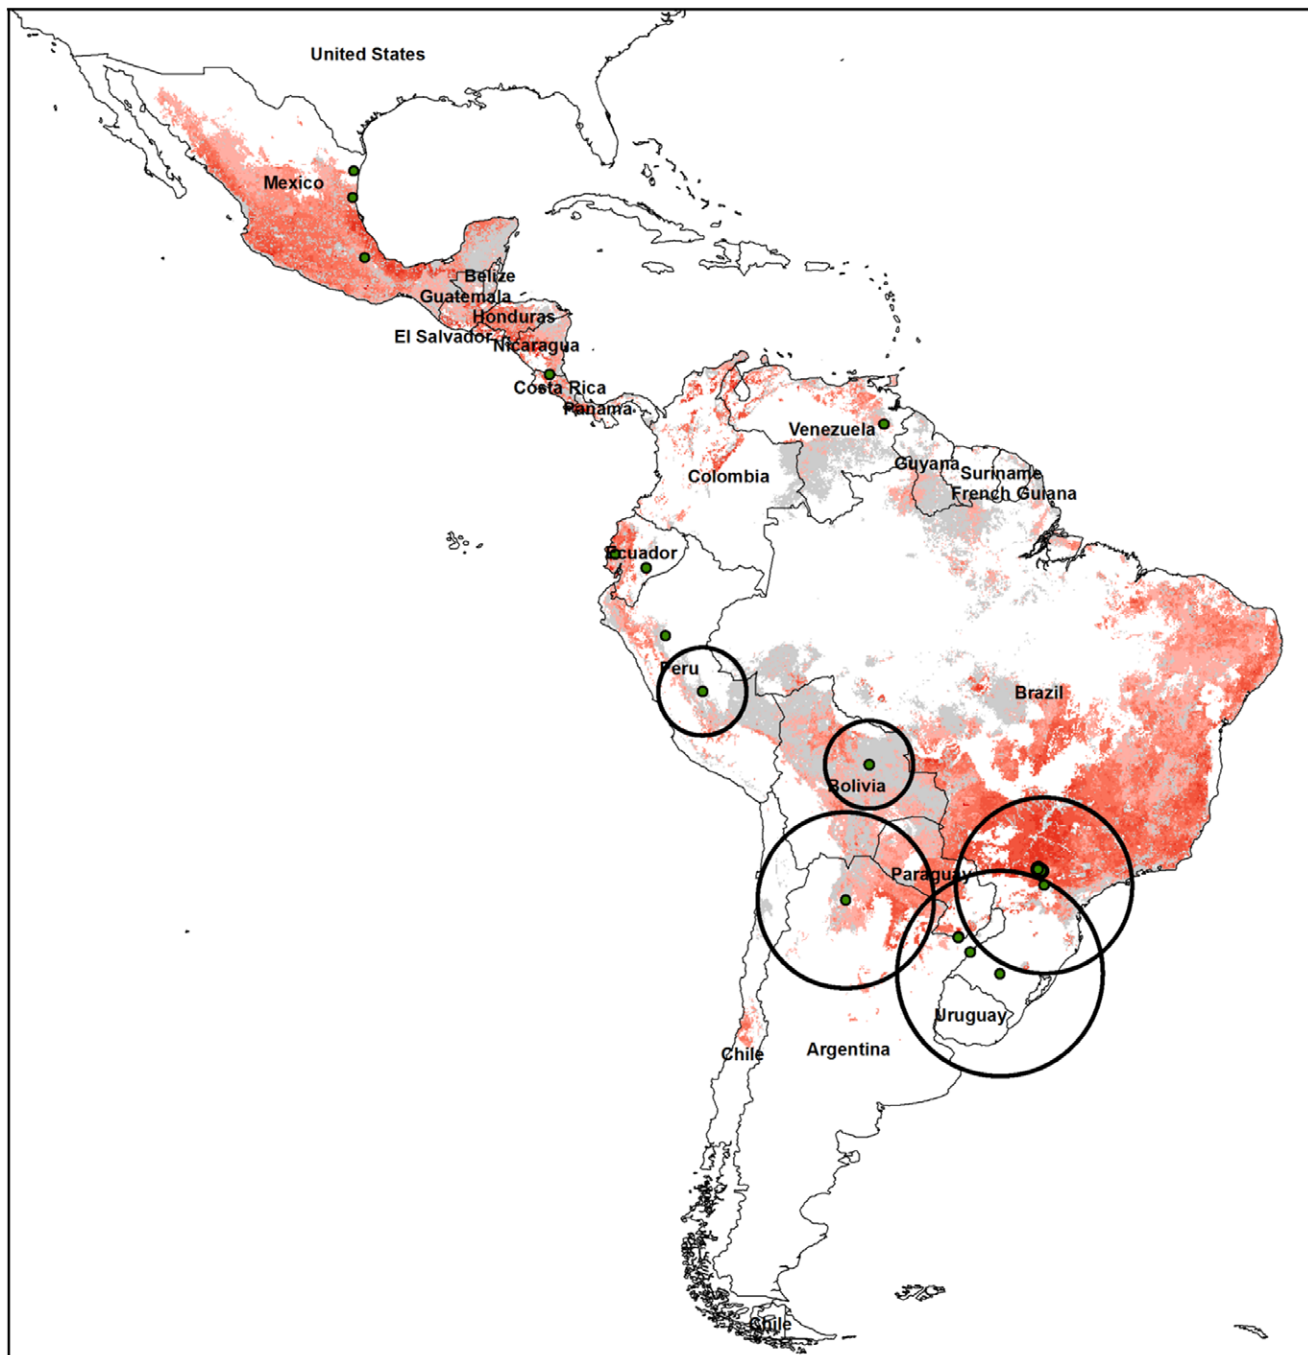 United States
Mexico
Belize
Guatemala
Honduras
El Salvador
Nicaragua
Costa Rica
Panama
Venezuela
Guyana
Suriname
French Guiana
Colombia
Ecuador
Peru
Brazil
Bolivia
Paraguay
Uruguay
Chile
Argentina
Chile